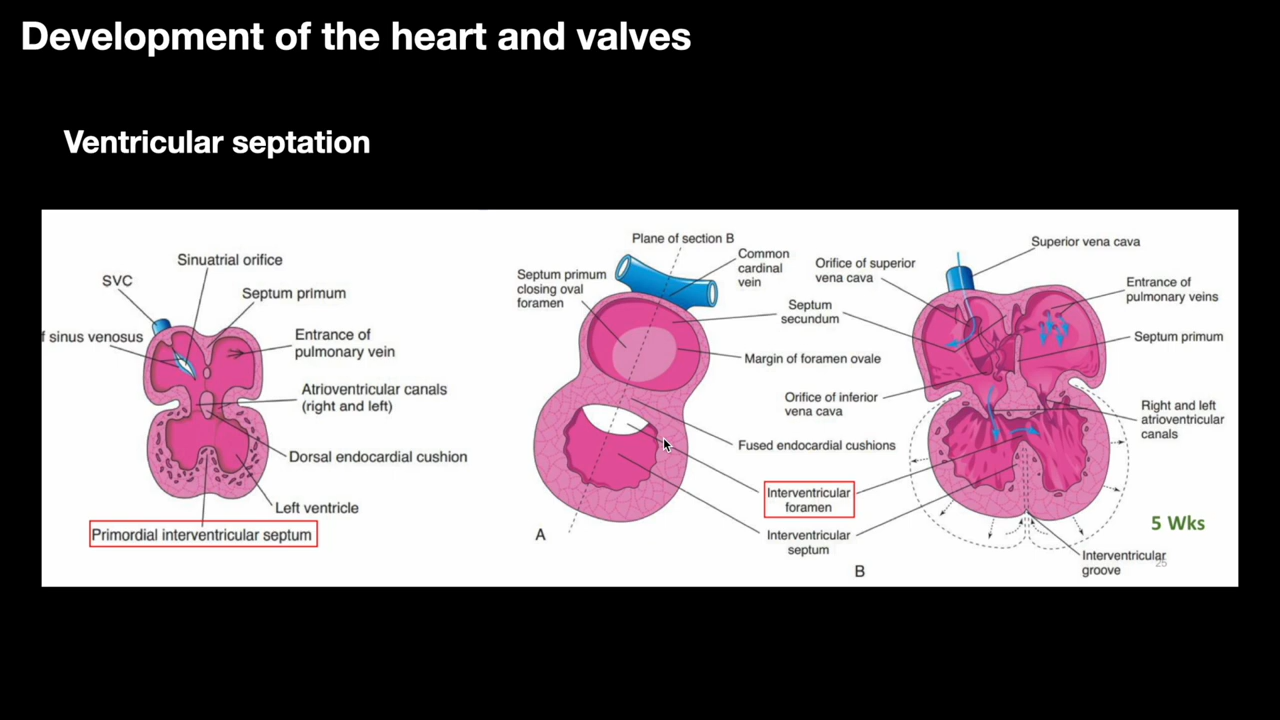 Development of the heart and valves
Ventricular septation
Sinuatrial orifice
SVC
Septum primum
f sinus venosus
Entrance of
pulmonary vein
Atrioventricular canals
(right and left)
Dorsal endocardial cushion
Left ventricle
Primordial interventricular septum
Plane of section B
Common
cardinal
vein
Septum primum
closing oval
foramen
Septum
secundum
Margin of foramen ovale
Fused endocardial cushions
Interventricular
foramen
Interventricular
septum
A
Orifice of superior
vena cava
Superior vena cava
Entrance of
pulmonary veins
Septum primum
Orifice of inferior
vena cava
Right and left
atrioventricular
canals
5 Wks
Interventricular
groove
25
B